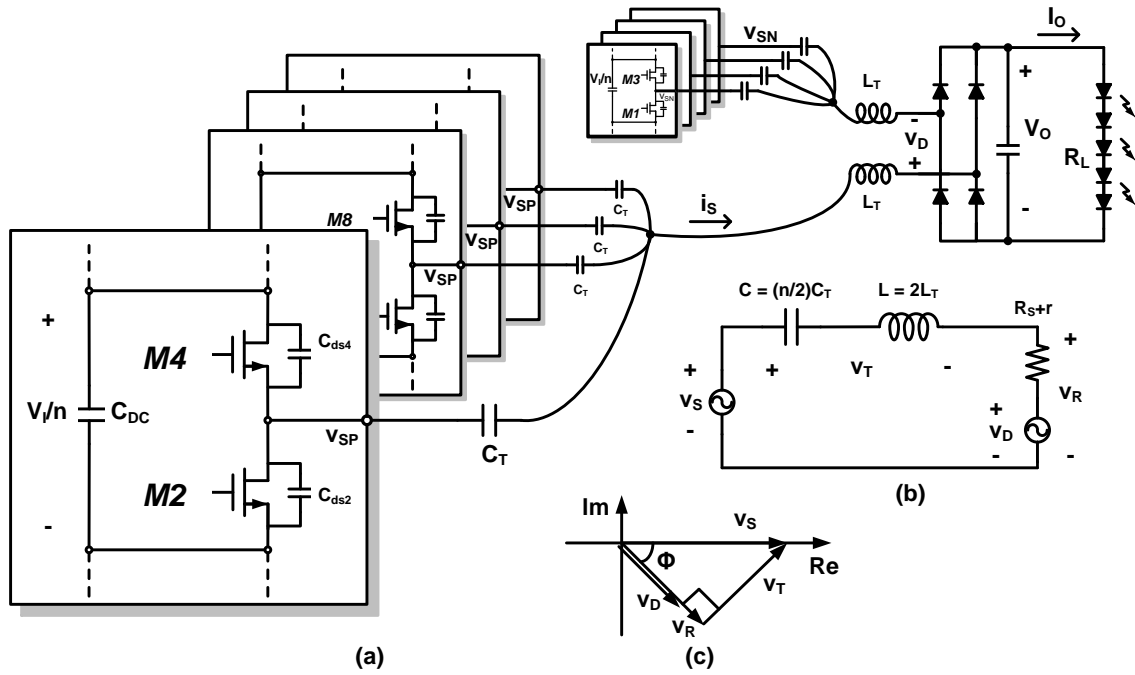 M4
C_ds4
V_I/n
C_DC
v_SP
M2
C_ds2
+
-
M8
v_SP
v_SP
v_SP
C_T
C_T
C_T
C_T
i_S
V_I/n
M3
V_SN
M1
v_SN
L_T
-
v_D
+
L_T
+
V_O
-
I_O
R_L
C = (n/2)C_T
L = 2L_T
R_S+r
+
v_S
-
+
v_T
-
+
v_R
-
+
v_D
-
(b)
Im
v_S
Φ
Re
v_D
v_R
v_T
(a)
(c)